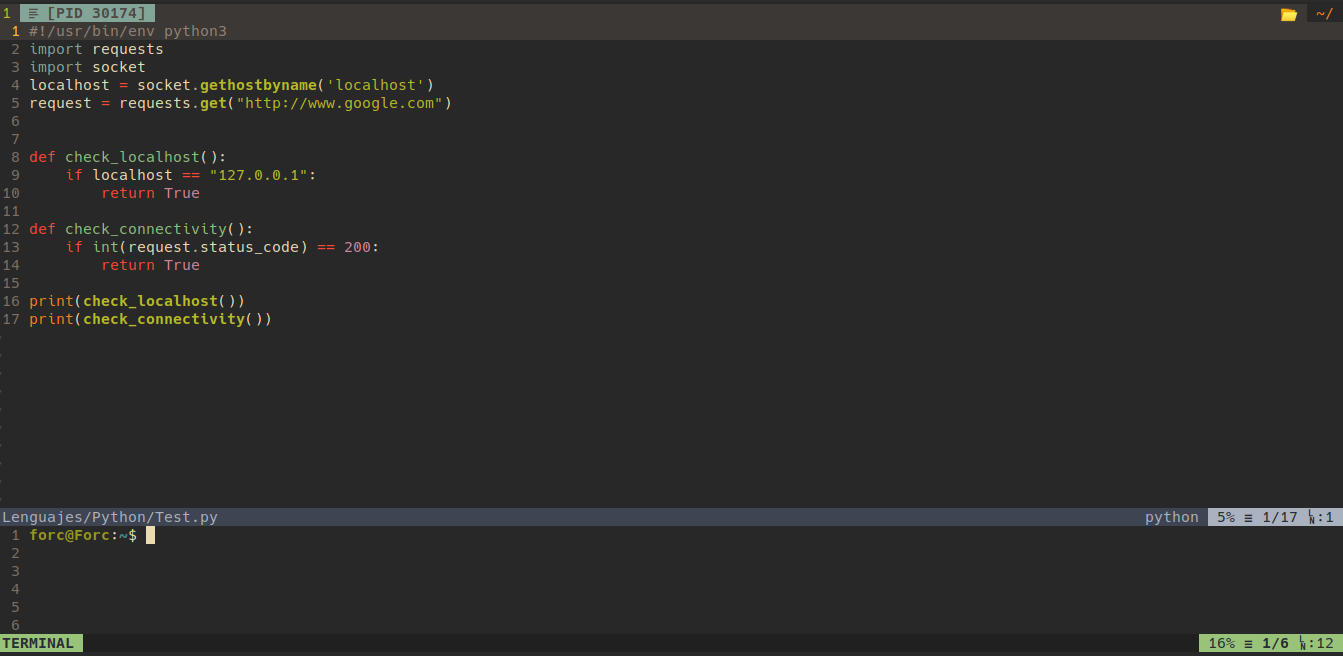 1 ≡ [PID 30174] ~/
1 #!/usr/bin/env python3
2 import requests
3 import socket
4 localhost = socket.gethostbyname('localhost')
5 request = requests.get("http://www.google.com")
6
7
8 def check_localhost():
9     if localhost == "127.0.0.1":
10         return True
11
12 def check_connectivity():
13     if int(request.status_code) == 200:
14         return True
15
16 print(check_localhost())
17 print(check_connectivity())
Lenguajes/Python/Test.py python 5% ≡ 1/17 ㏑:1
1 forc@Forc:~$
2
3
4
5
6
TERMINAL 16% ≡ 1/6 ㏑:12